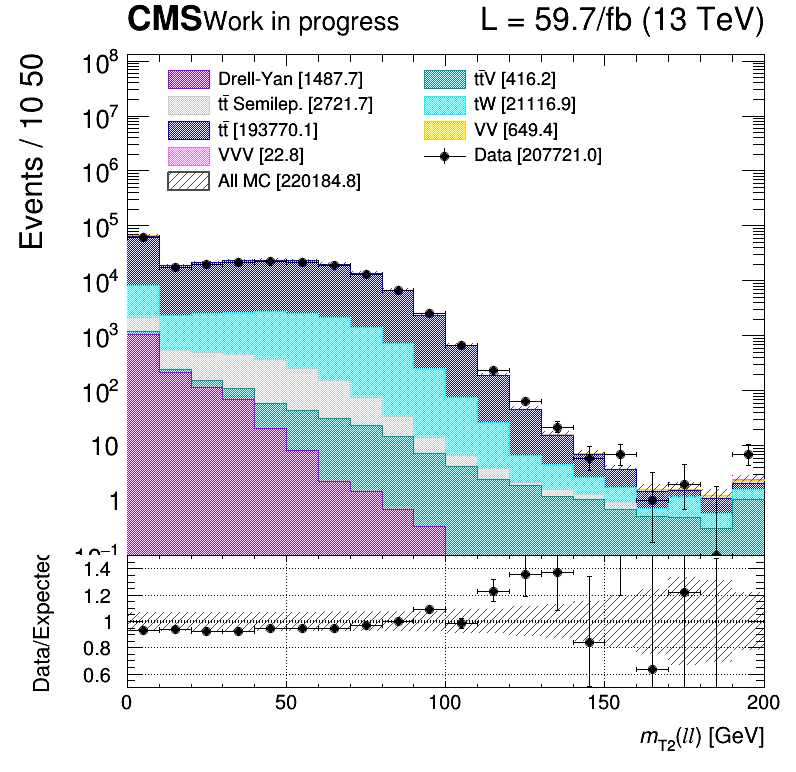 CMS Work in progress L = 59.7/fb (13 TeV)
Events / 10 50
10⁸
10⁷
10⁶
10⁵
10⁴
10³
10²
10
1
10⁻¹
Drell-Yan [1487.7]
tt̄ Semilep. [2721.7]
tt̄ [193770.1]
VVV [22.8]
All MC [220184.8]
tt̄V [416.2]
tW [21116.9]
VV [649.4]
Data [207721.0]
Data/Expected
1.4
1.2
1
0.8
0.6
0 50 100 150 200
m_T2(ll) [GeV]